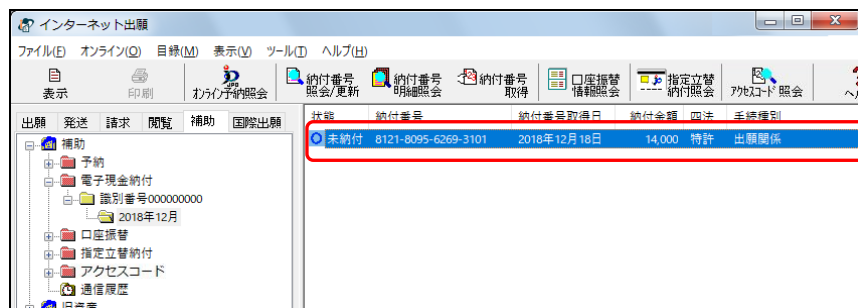 インターネット出願
ファイル(F) オンライン(O) 目録(M) 表示(V) ツール(T) ヘルプ(H)
表示 印刷 オンライン予納照会 納付番号照会/更新 納付番号明細照会 納付番号取得 口座振替情報照会 指定立替納付照会 アクセスコード照会
出願 発送 請求 閲覧 補助 国際出願
状態 納付番号 納付番号取得日 納付金額 四法 手続種別
未納付 8121-8095-6269-3101 2018年12月18日 14,000 特許 出願関係
補助
予納
電子現金納付
識別番号000000000
2018年12月
口座振替
指定立替納付
アクセスコード
通信履歴